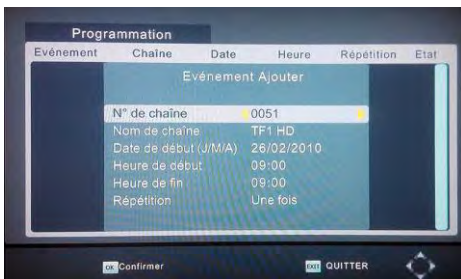 Programmation
Evénement Chaîne Date Heure Répétition Etat
Evénement Ajouter
N° de chaîne 0051
Nom de chaîne TF1 HD
Date de début (J/M/A) 26/02/2010
Heure de début 09:00
Heure de fin 09:00
Répétition Une fois
OK Confirmer EXIT QUITTER